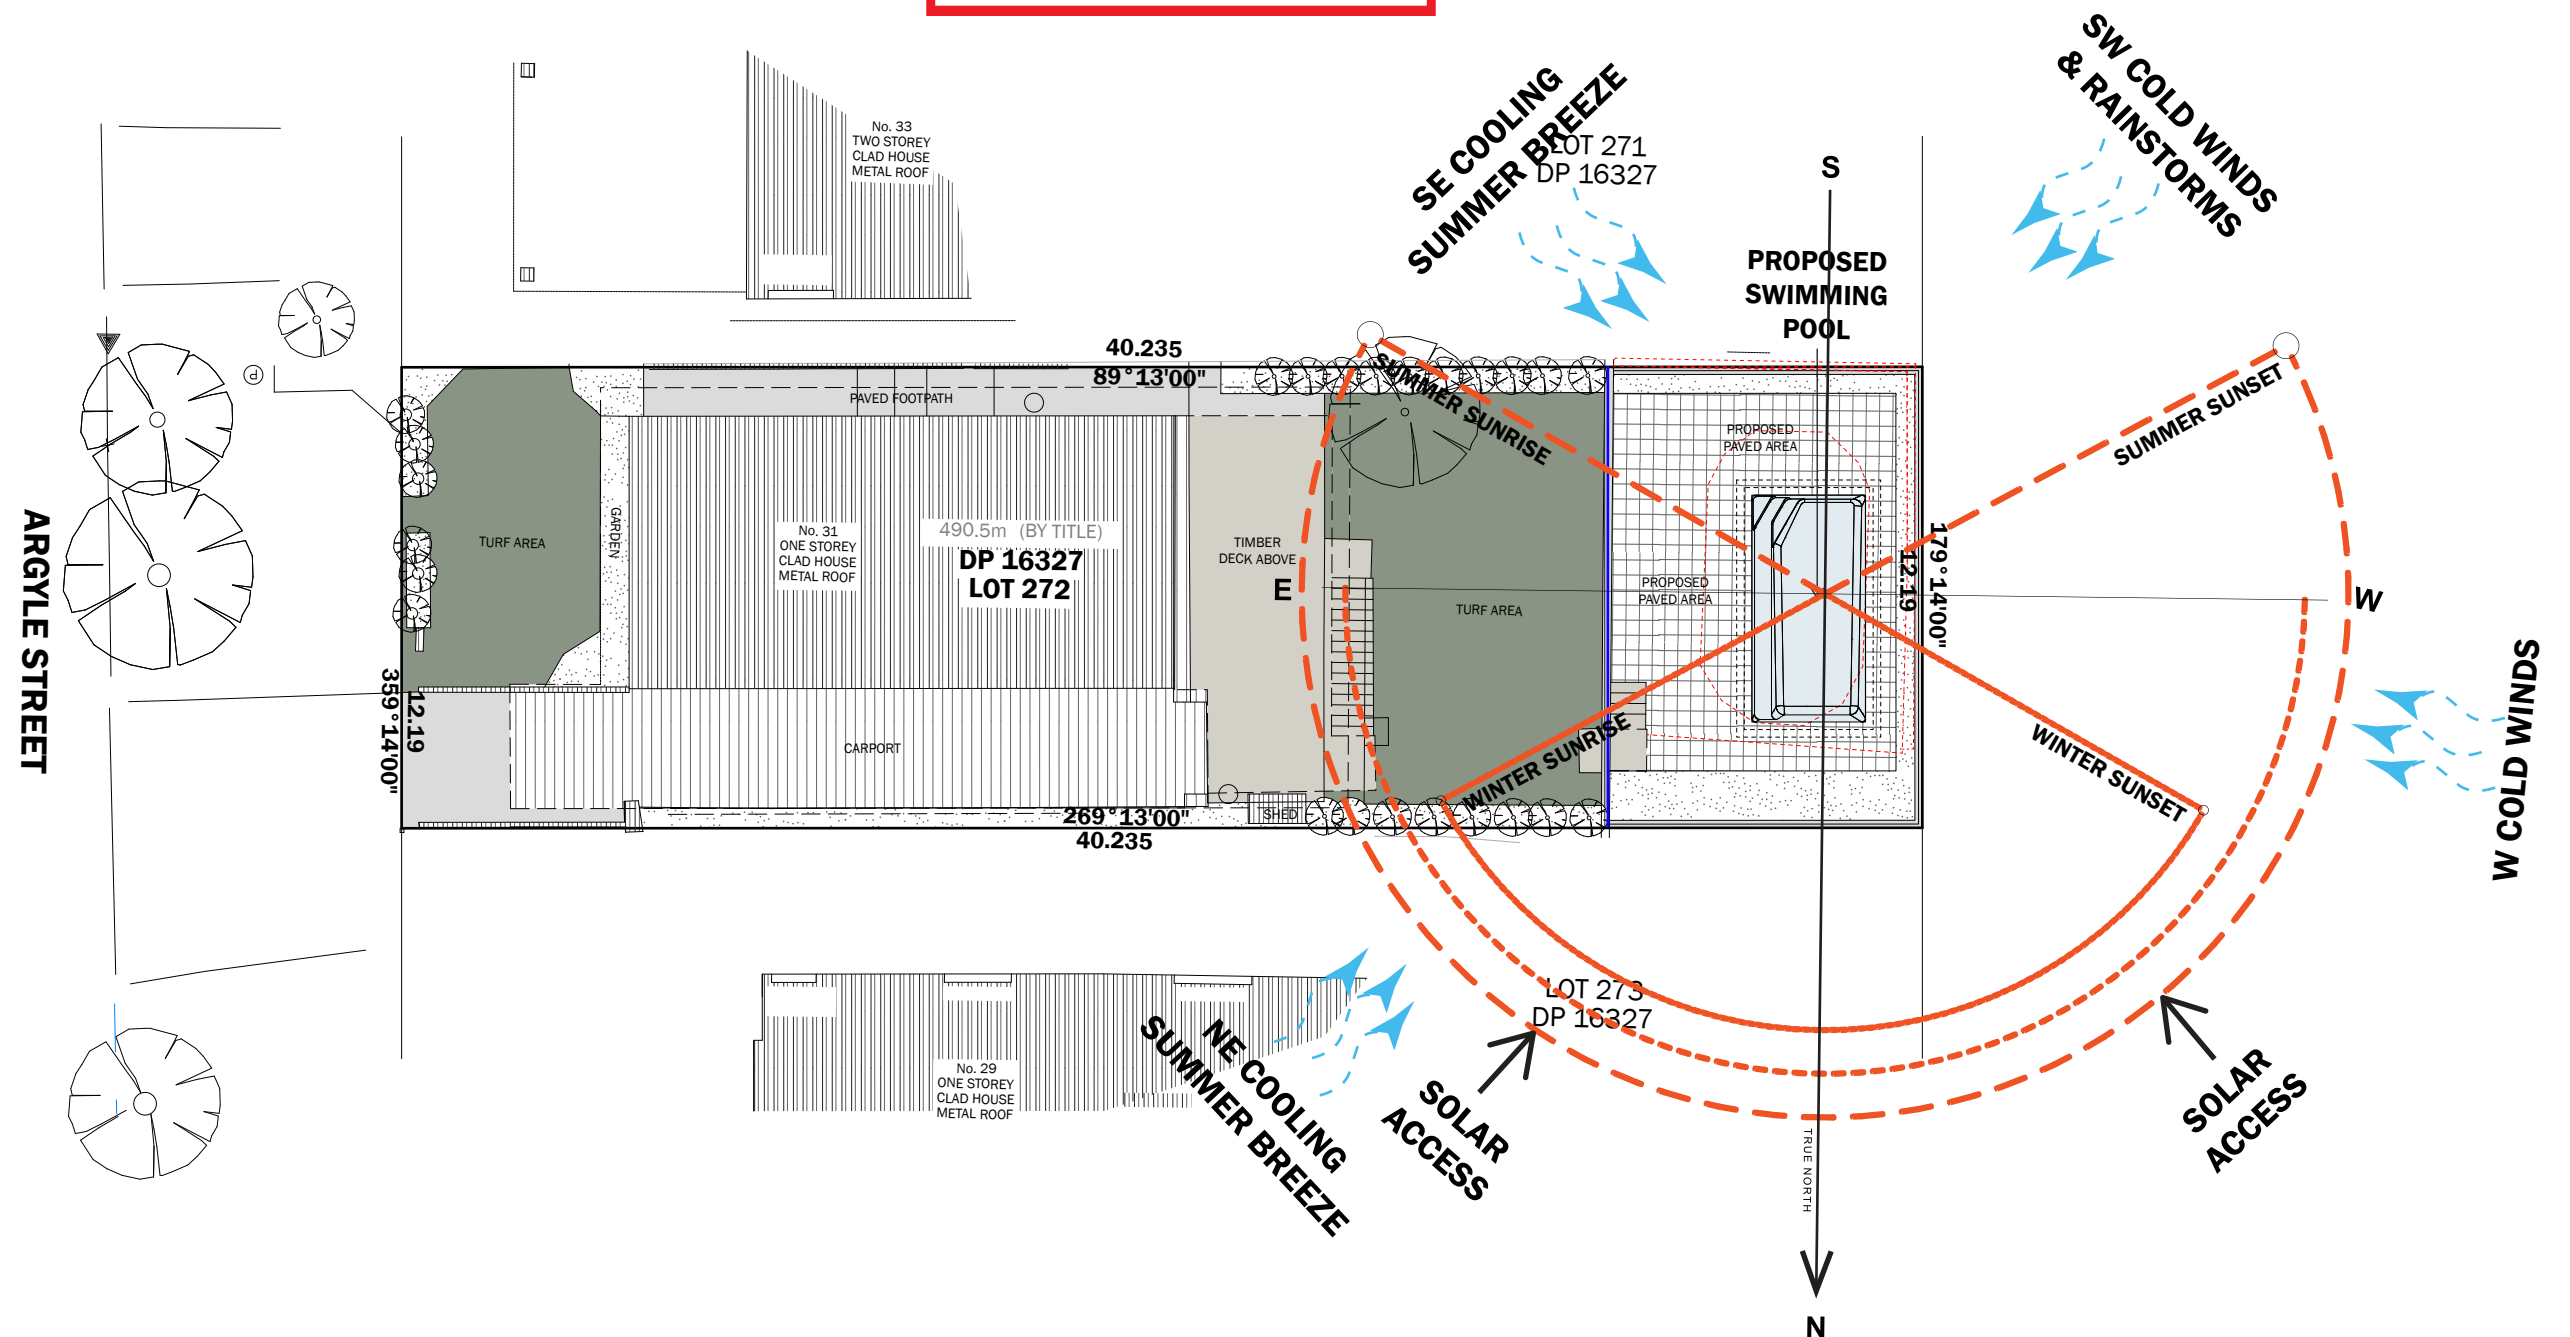 SW COLD WINDS
& RAINSTORMS
SE COOLING
SUMMER BREEZE
LOT 271
DP 16327
No. 33
TWO STOREY
CLAD HOUSE
METAL ROOF
S
PROPOSED
SWIMMING
POOL
40.235
89°13'00"
PAVED FOOTPATH
SUMMER SUNRISE
SUMMER SUNSET
PROPOSED
PAVED AREA
ARGYLE STREET
TURF AREA
GARDEN
No. 31
ONE STOREY
CLAD HOUSE
METAL ROOF
490.5m (BY TITLE)
DP 16327
LOT 272
TIMBER
DECK ABOVE
E
TURF AREA
PROPOSED
PAVED AREA
12.19
179°14'00"
W
W COLD WINDS
359°14'00"
12.19
CARPORT
WINTER SUNRISE
WINTER SUNSET
SHED
269°13'00"
40.235
LOT 273
DP 16327
No. 29
ONE STOREY
CLAD HOUSE
METAL ROOF
NE COOLING
SUMMER BREEZE
SOLAR
ACCESS
SOLAR
ACCESS
TRUE NORTH
N
P